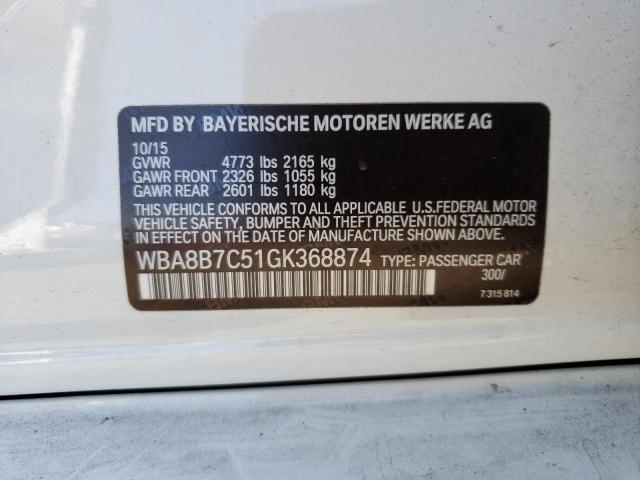 MFD BY BAYERISCHE MOTOREN WERKE AG
10/15
GVWR 4773 lbs 2165 kg
GAWR FRONT 2326 lbs 1055 kg
GAWR REAR 2601 lbs 1180 kg
THIS VEHICLE CONFORMS TO ALL APPLICABLE U.S.FEDERAL MOTOR
VEHICLE SAFETY, BUMPER AND THEFT PREVENTION STANDARDS
IN EFFECT ON THE DATE OF MANUFACTURE SHOWN ABOVE.
WBA8B7C51GK368874 TYPE: PASSENGER CAR
300/
7 315 814